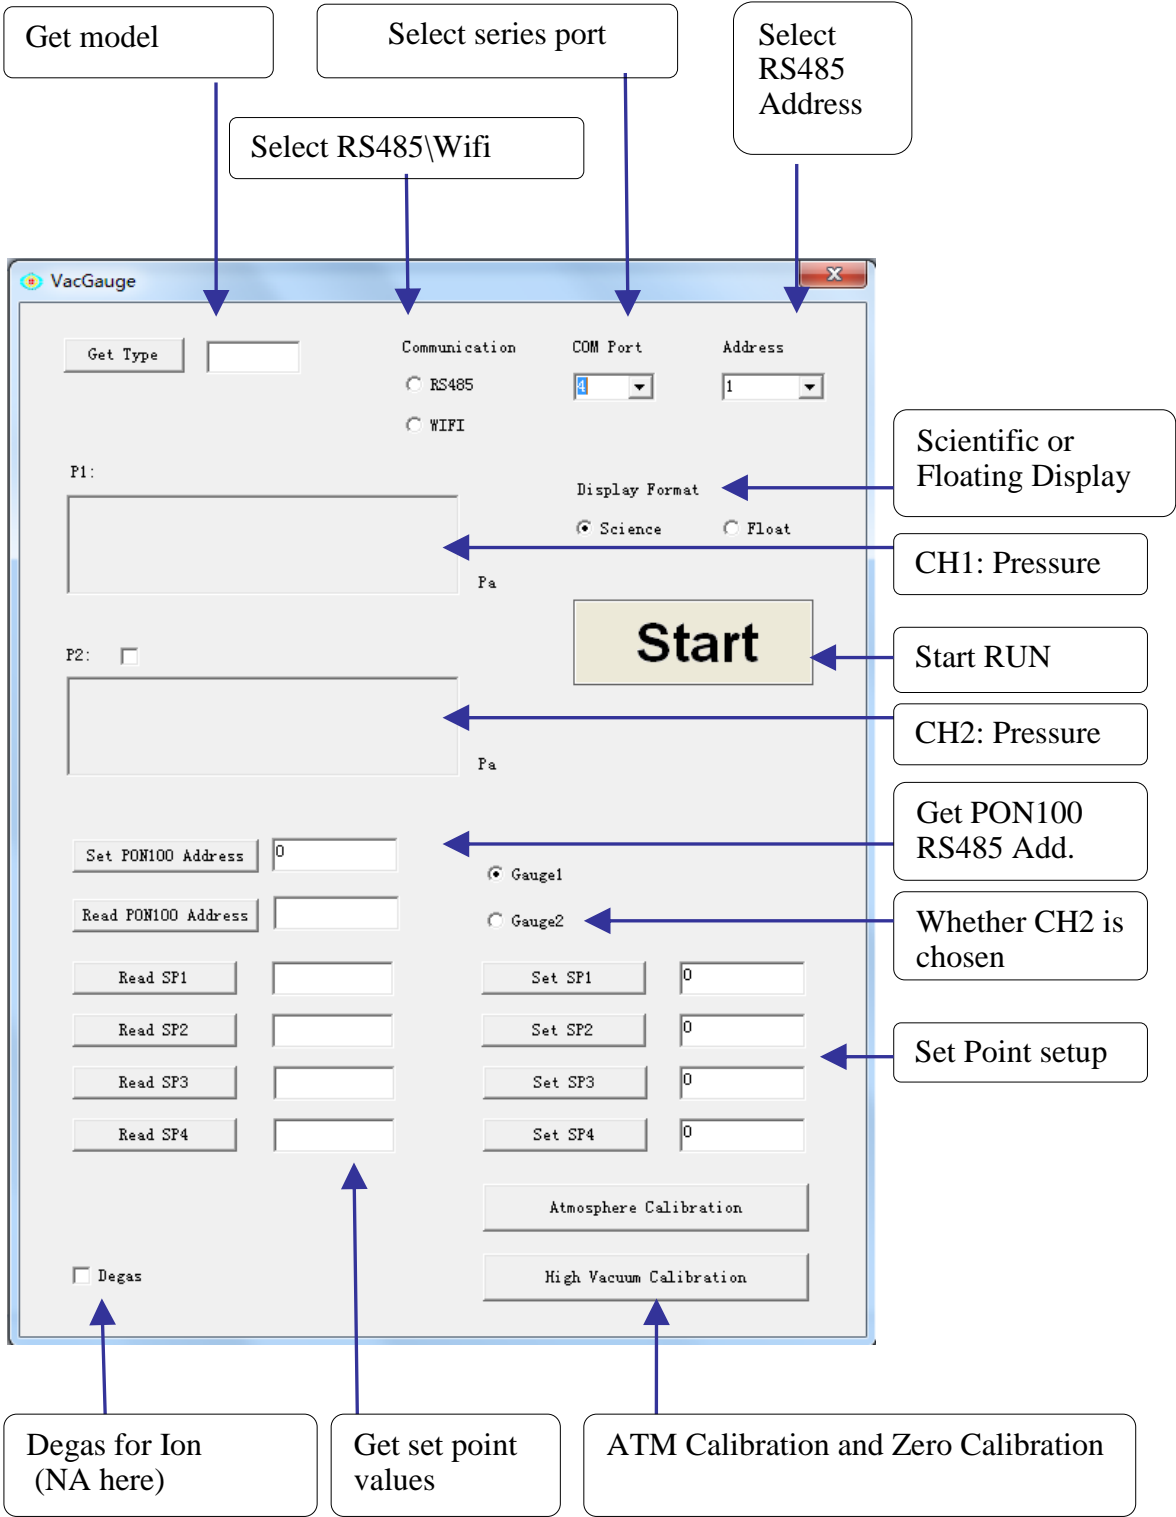 Get model
Select series port
Select
RS485
Address
Select RS485\Wifi
VacGauge
Get Type
Communication
COM Port
Address
RS485
4
1
WIFI
Scientific or
Floating Display
P1:
Display Format
Science
Float
CH1: Pressure
Pa
Start
Start RUN
P2:
CH2: Pressure
Pa
Get PON100
RS485 Add.
Set PON100 Address
0
Gauge1
Read PON100 Address
Gauge2
Whether CH2 is
chosen
Read SP1
Set SP1
0
Read SP2
Set SP2
0
Set Point setup
Read SP3
Set SP3
0
Read SP4
Set SP4
0
Atmosphere Calibration
Degas
High Vacuum Calibration
Degas for Ion
(NA here)
Get set point
values
ATM Calibration and Zero Calibration